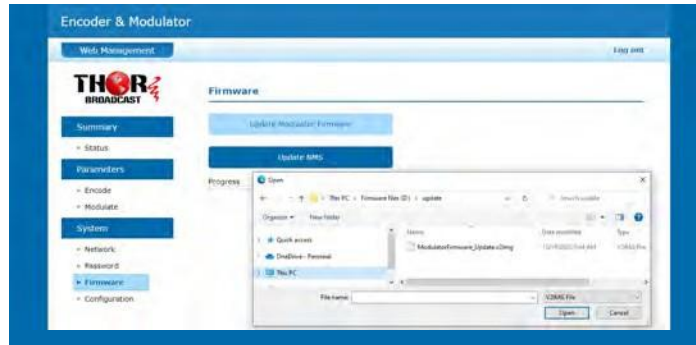 Encoder & Modulator
Web Management
Log out
THOR
BROADCAST
Firmware
Summary
Update Modulator Firmware
Status
Update NMS
Parameters
Progress
Open
Encode
This PC > Firmware files (D:) > update
Modulate
Organize
New folder
System
Quick access
Name
Date modified
Type
Network
OneDrive - Personal
ModulatorFirmware_Update.v2img
Password
This PC
Firmware
File name:
V2IMG File
Configuration
Open
Cancel